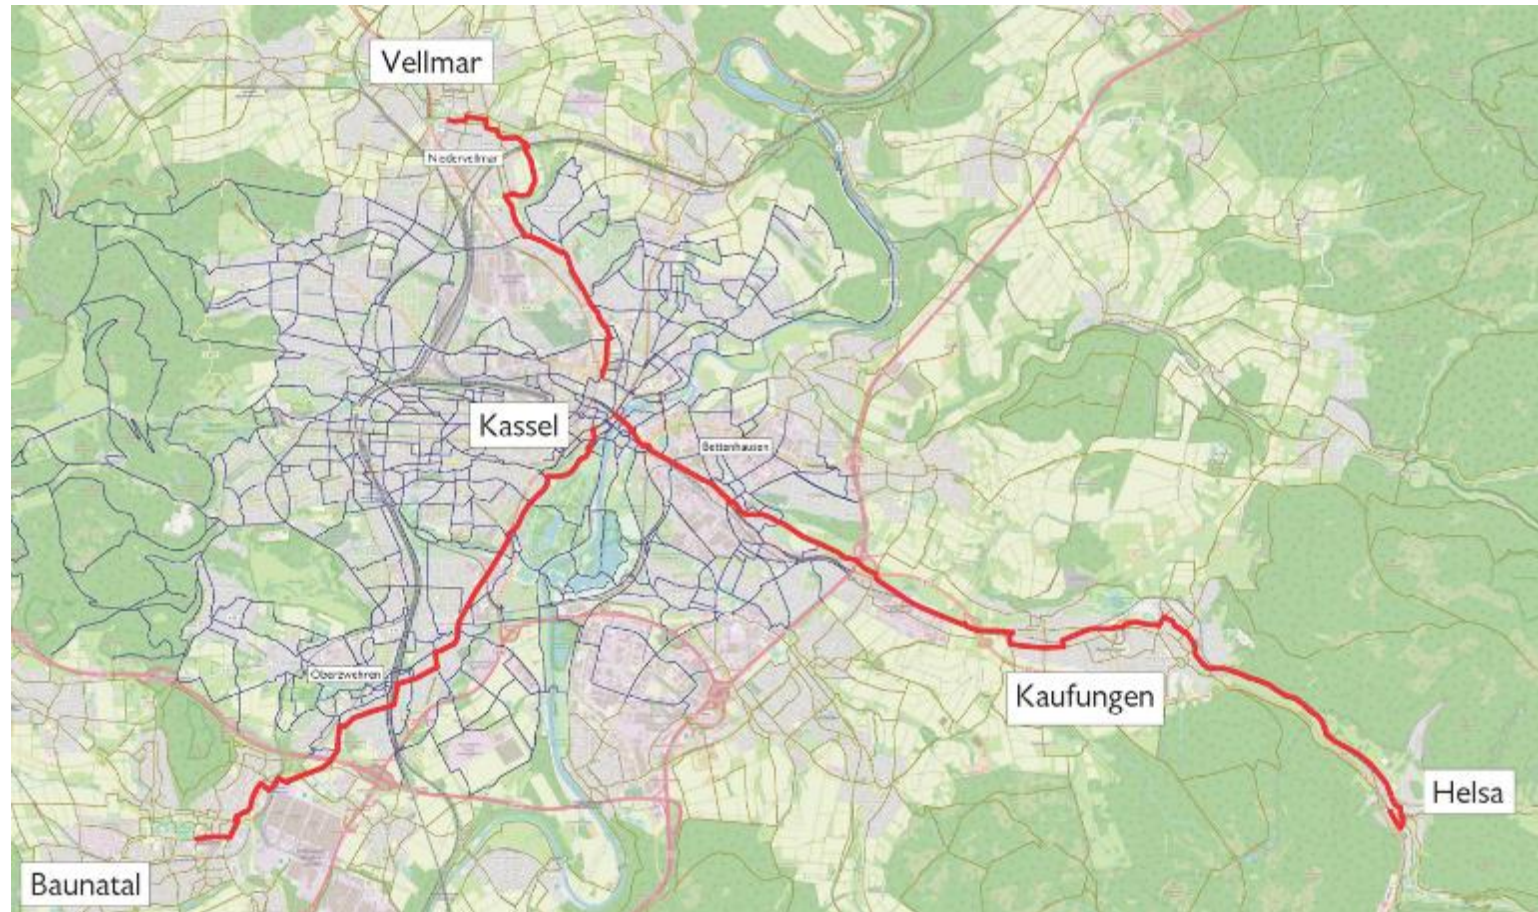 Vellmar
Niedervellmar
Kassel
Bettenhausen
Oberzwehren
Kaufungen
Helsa
Baunatal